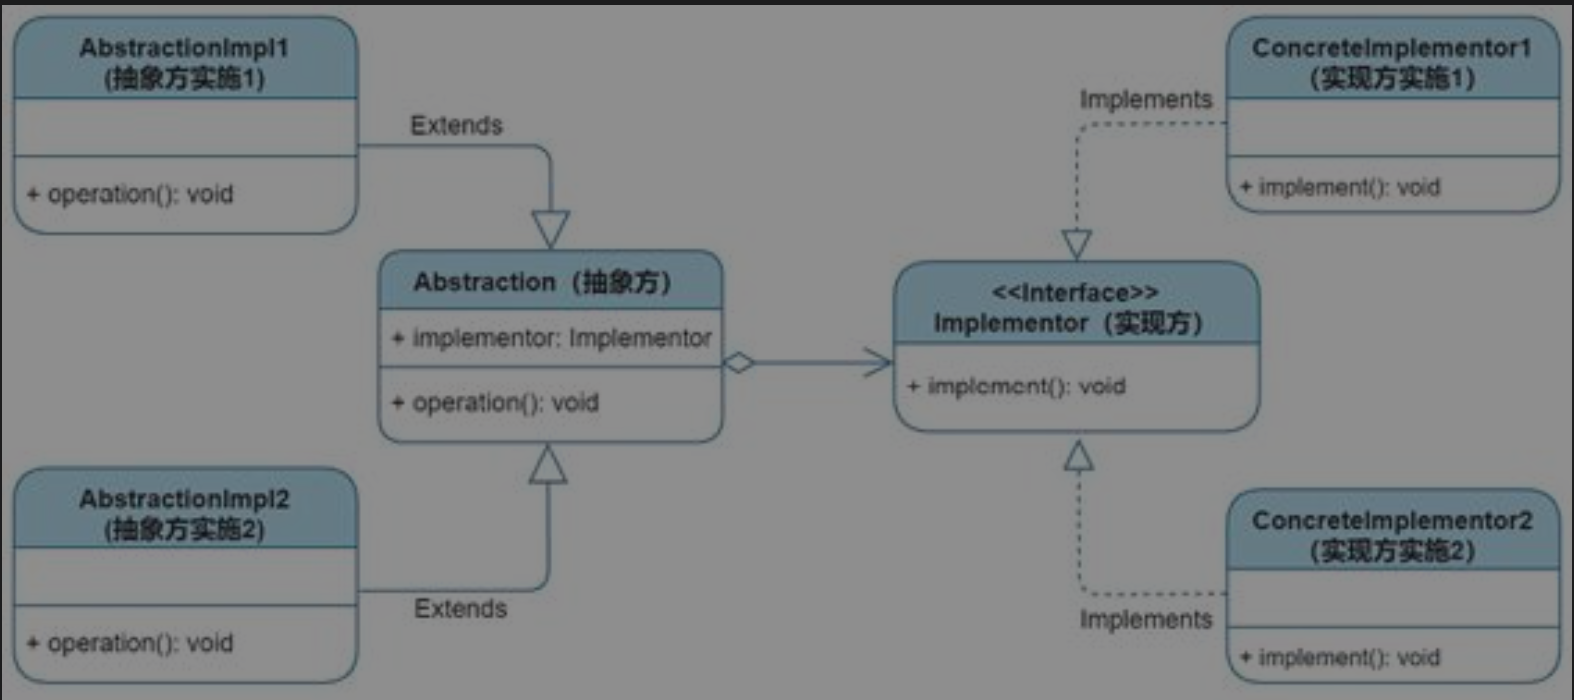 AbstractionImpl1
(抽象方实施1)
+ operation(): void
Extends
Abstraction（抽象方）
+ implementor: Implementor
+ operation(): void
AbstractionImpl2
(抽象方实施2)
+ operation(): void
Extends
ConcreteImplementor1
（实现方实施1）
+ implement(): void
Implements
<<Interface>>
Implementor（实现方）
+ implement(): void
ConcreteImplementor2
（实现方实施2）
+ implement(): void
Implements